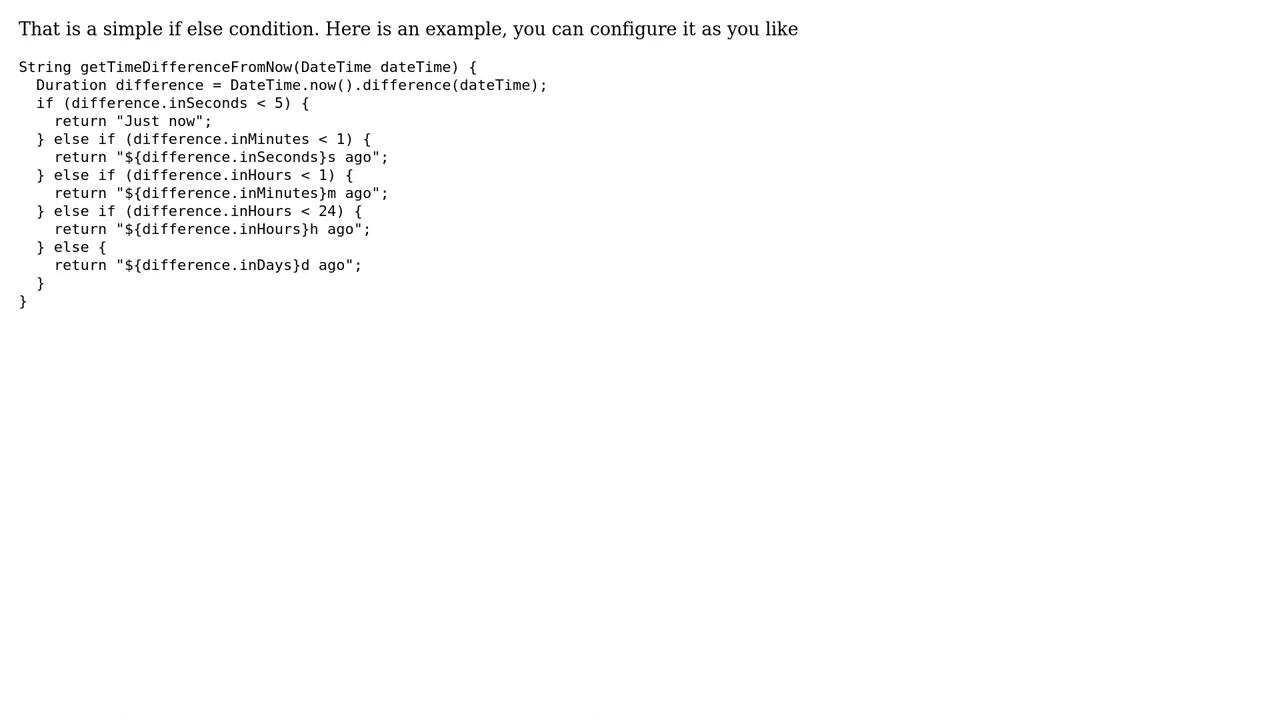 That is a simple if else condition. Here is an example, you can configure it as you like
String getTimeDifferenceFromNow(DateTime dateTime) {
  Duration difference = DateTime.now().difference(dateTime);
  if (difference.inSeconds < 5) {
    return "Just now";
  } else if (difference.inMinutes < 1) {
    return "${difference.inSeconds}s ago";
  } else if (difference.inHours < 1) {
    return "${difference.inMinutes}m ago";
  } else if (difference.inHours < 24) {
    return "${difference.inHours}h ago";
  } else {
    return "${difference.inDays}d ago";
  }
}